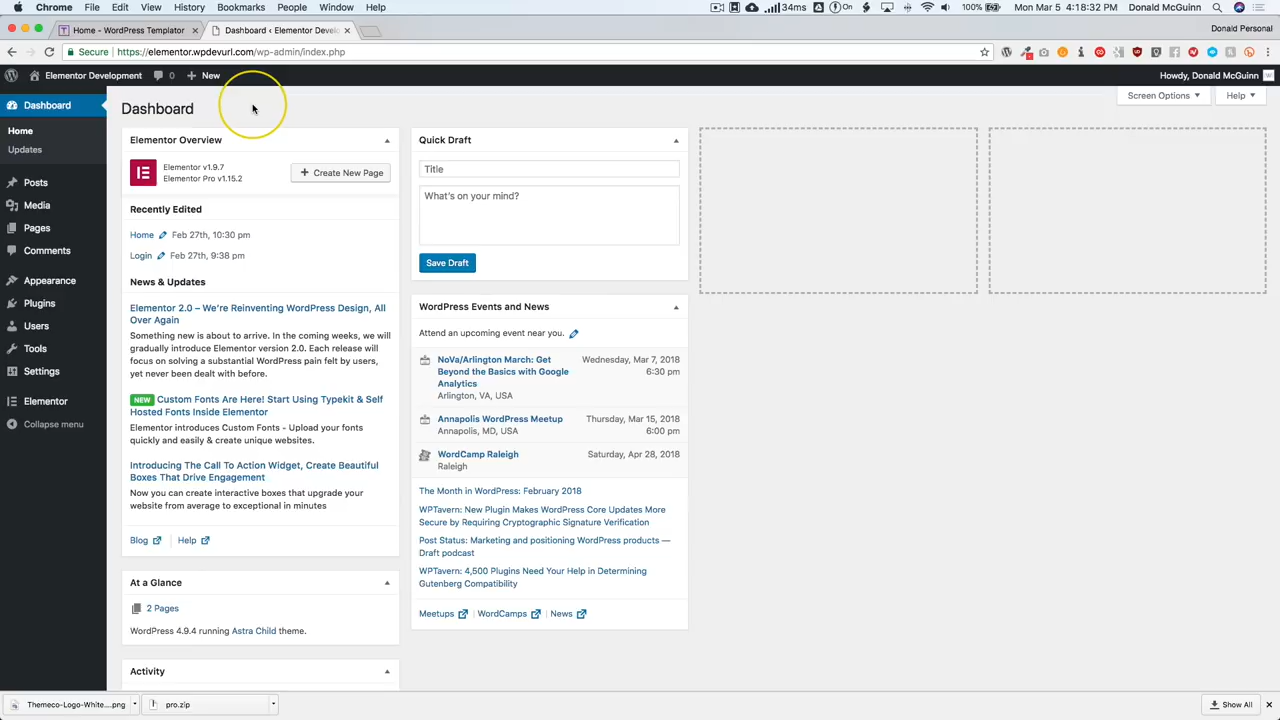 Chrome File Edit View History Bookmarks People Window Help
34ms On 100% Mon Mar 5 4:18:32 PM Donald McGuinn
Home - WordPress Templator
Dashboard ‹ Elementor Develo
Donald Personal
Secure https://elementor.wpdevurl.com/wp-admin/index.php
Elementor Development 0 New
Howdy, Donald McGuinn
Dashboard
Home
Updates
Posts
Media
Pages
Comments
Appearance
Plugins
Users
Tools
Settings
Elementor
Collapse menu
Dashboard
Screen Options
Help
Elementor Overview
Elementor v1.9.7
Elementor Pro v1.15.2
Create New Page
Recently Edited
Home Feb 27th, 10:30 pm
Login Feb 27th, 9:38 pm
News & Updates
Elementor 2.0 – We're Reinventing WordPress Design, All
Over Again
Something new is about to arrive. In the coming weeks, we will
gradually introduce Elementor version 2.0. Each release will
focus on solving a substantial WordPress pain felt by users,
yet never been dealt with before.
NEW Custom Fonts Are Here! Start Using Typekit & Self
Hosted Fonts Inside Elementor
Elementor introduces Custom Fonts - Upload your fonts
quickly and easily & create unique websites.
Introducing The Call To Action Widget, Create Beautiful
Boxes That Drive Engagement
Now you can create interactive boxes that upgrade your
website from average to exceptional in minutes
Blog Help
At a Glance
2 Pages
WordPress 4.9.4 running Astra Child theme.
Activity
Quick Draft
Title
What's on your mind?
Save Draft
WordPress Events and News
Attend an upcoming event near you.
NoVa/Arlington March: Get
Beyond the Basics with Google
Analytics
Arlington, VA, USA
Wednesday, Mar 7, 2018
6:30 pm
Annapolis WordPress Meetup
Annapolis, MD, USA
Thursday, Mar 15, 2018
6:00 pm
WordCamp Raleigh
Raleigh
Saturday, Apr 28, 2018
The Month in WordPress: February 2018
WPTavern: New Plugin Makes WordPress Core Updates More
Secure by Requiring Cryptographic Signature Verification
Post Status: Marketing and positioning WordPress products —
Draft podcast
WPTavern: 4,500 Plugins Need Your Help in Determining
Gutenberg Compatibility
Meetups WordCamps News
Themeco-Logo-White....png
pro.zip
Show All